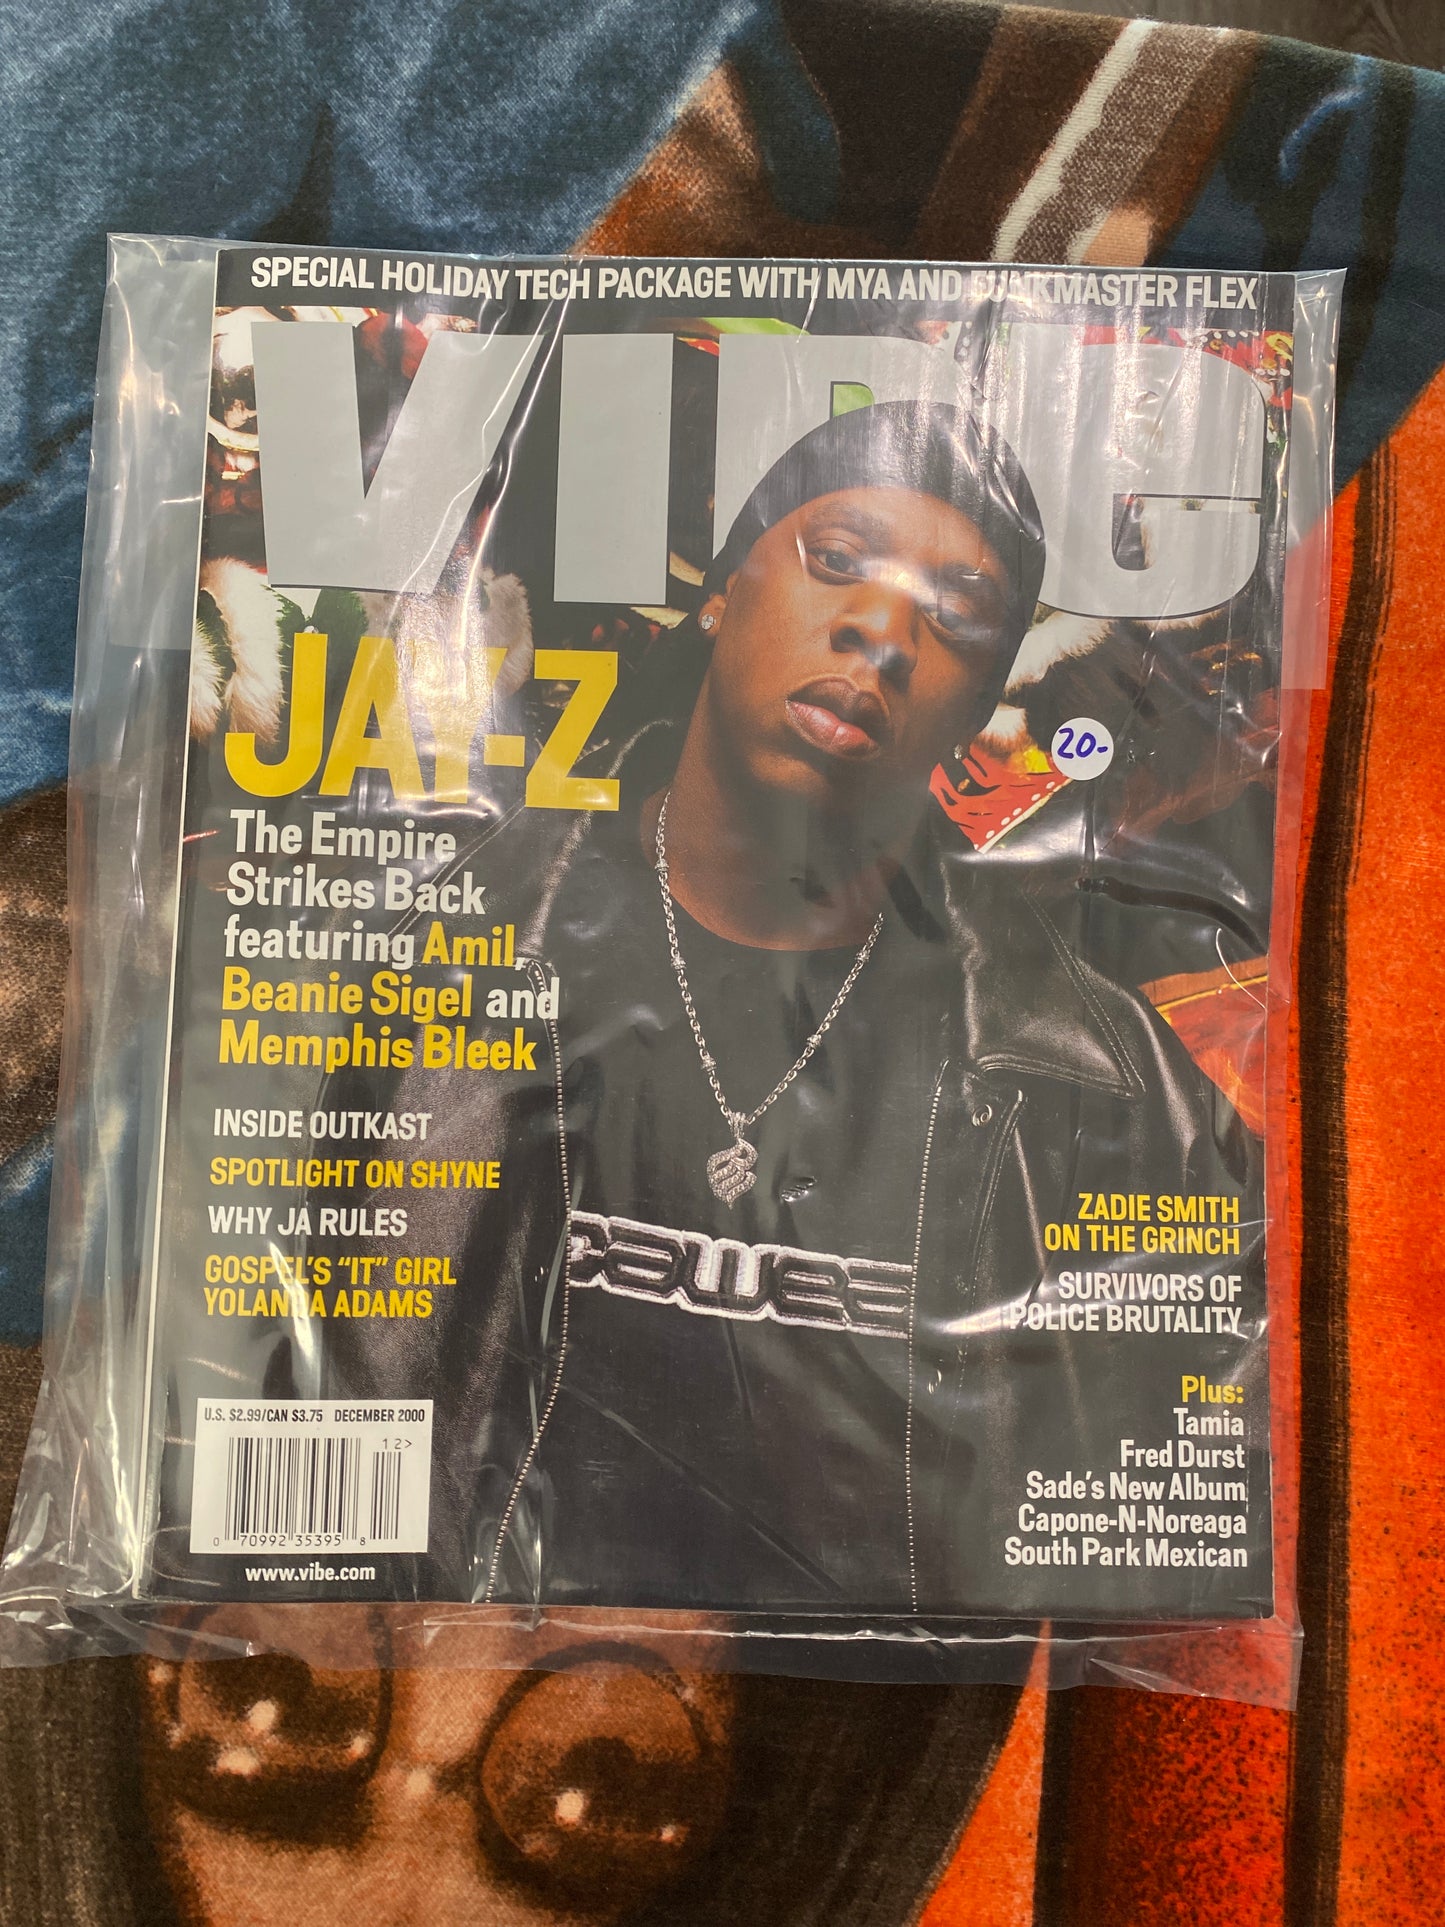 SPECIAL HOLIDAY TECH PACKAGE WITH MYA AND FUNKMASTER FLEX
VIBE
JAY-Z
The Empire
Strikes Back
featuring Amil,
Beanie Sigel and
Memphis Bleek
INSIDE OUTKAST
SPOTLIGHT ON SHYNE
WHY JA RULES
GOSPEL'S “IT” GIRL
YOLANDA ADAMS
20-
ZADIE SMITH
ON THE GRINCH
SURVIVORS OF
POLICE BRUTALITY
Plus:
Tamia
Fred Durst
Sade's New Album
Capone-N-Noreaga
South Park Mexican
U.S. $2.99/CAN $3.75 DECEMBER 2000
12>
0 70992 35395 8
www.vibe.com